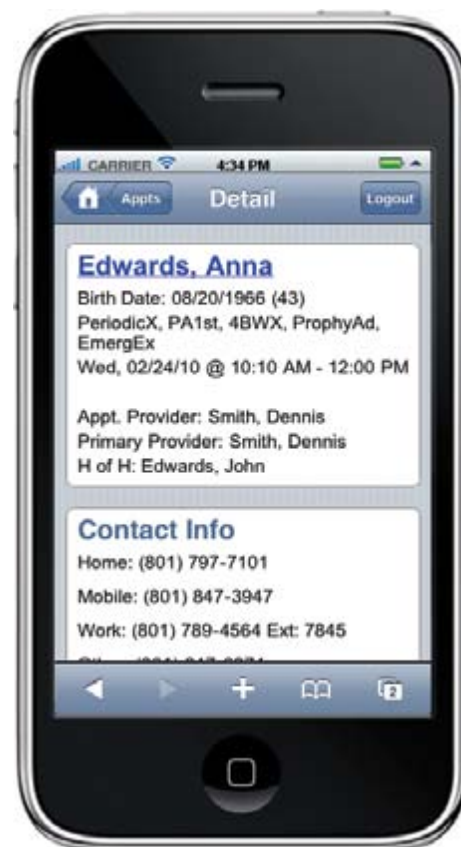 CARRIER 4:34 PM
Appts Detail Logout
Edwards, Anna
Birth Date: 08/20/1966 (43)
PeriodicX, PA1st, 4BWX, ProphyAd,
EmergEx
Wed, 02/24/10 @ 10:10 AM - 12:00 PM
Appt. Provider: Smith, Dennis
Primary Provider: Smith, Dennis
H of H: Edwards, John
Contact Info
Home: (801) 797-7101
Mobile: (801) 847-3947
Work: (801) 789-4564 Ext: 7845
2